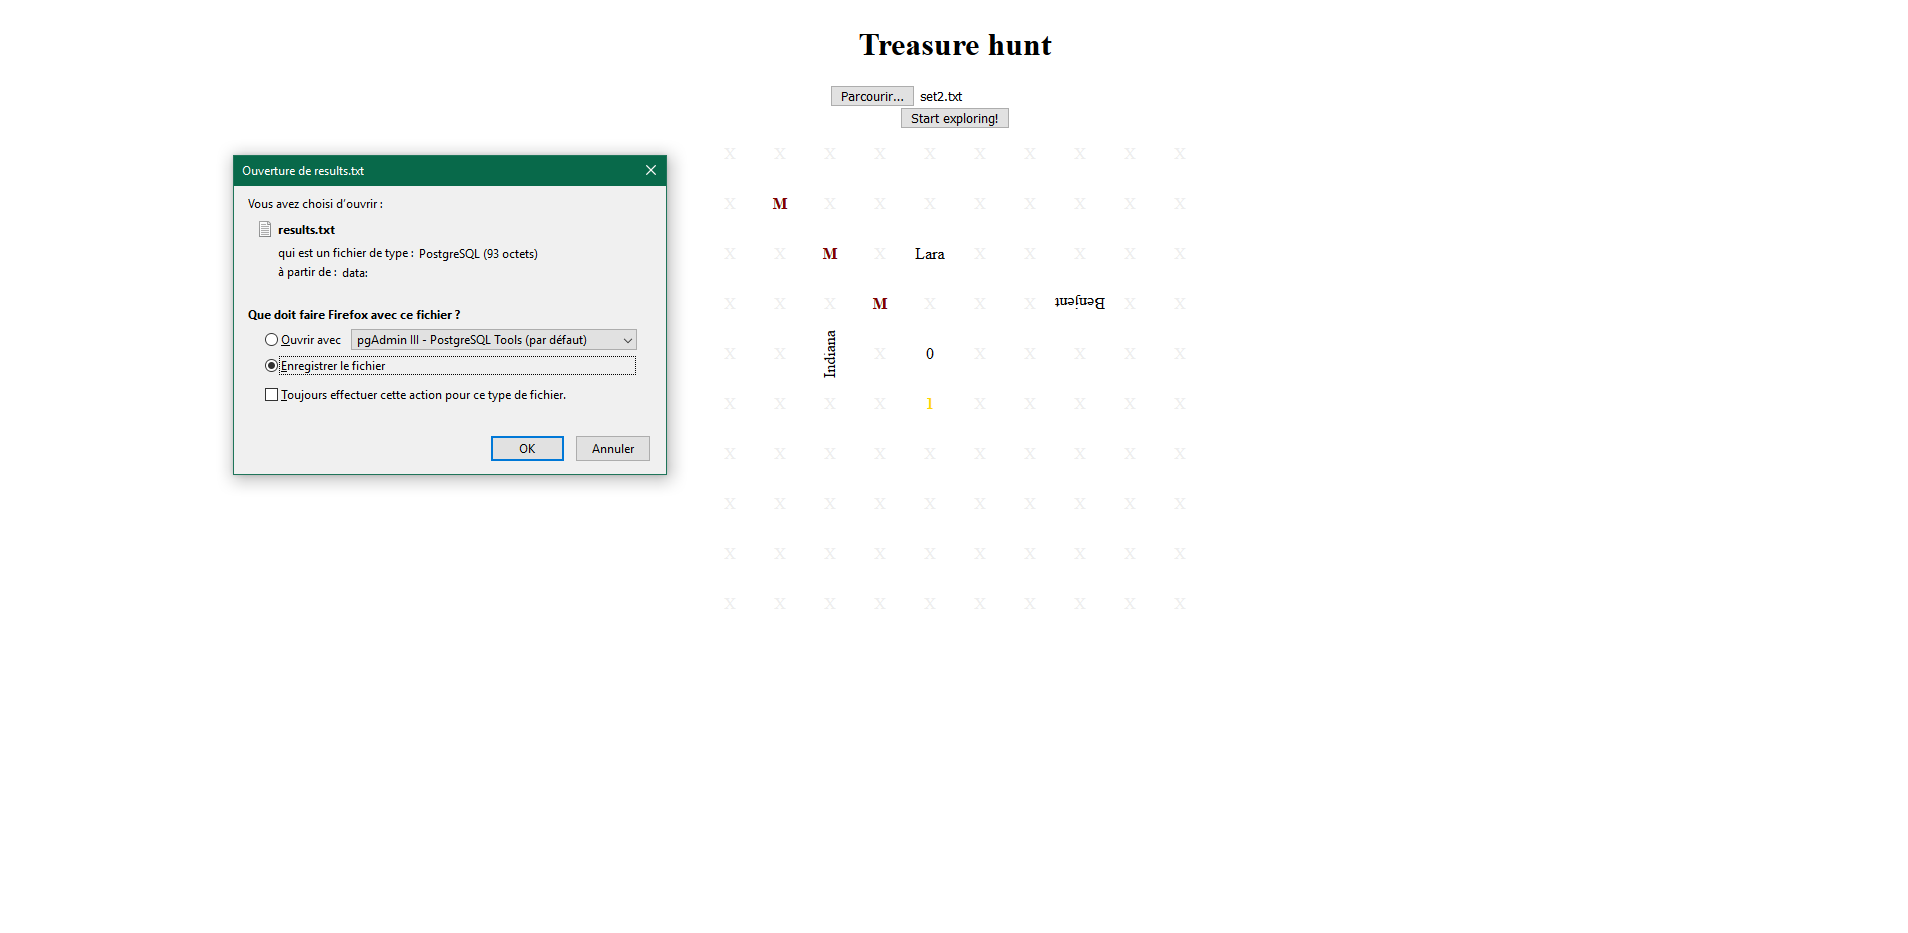 Treasure hunt
Parcourir... set2.txt
Start exploring!
Ouverture de results.txt
Vous avez choisi d'ouvrir :
results.txt
qui est un fichier de type : PostgreSQL (93 octets)
à partir de : data:
Que doit faire Firefox avec ce fichier ?
Ouvrir avec pgAdmin III - PostgreSQL Tools (par défaut)
Enregistrer le fichier
Toujours effectuer cette action pour ce type de fichier.
OK Annuler
X X X X X X X X X X
X M X X X X X X X X
X X M X Lara X X X X X
X X X M X X X Benjent X X
X X Indiana X 0 X X X X X
X X X X 1 X X X X X
X X X X X X X X X X
X X X X X X X X X X
X X X X X X X X X X
X X X X X X X X X X